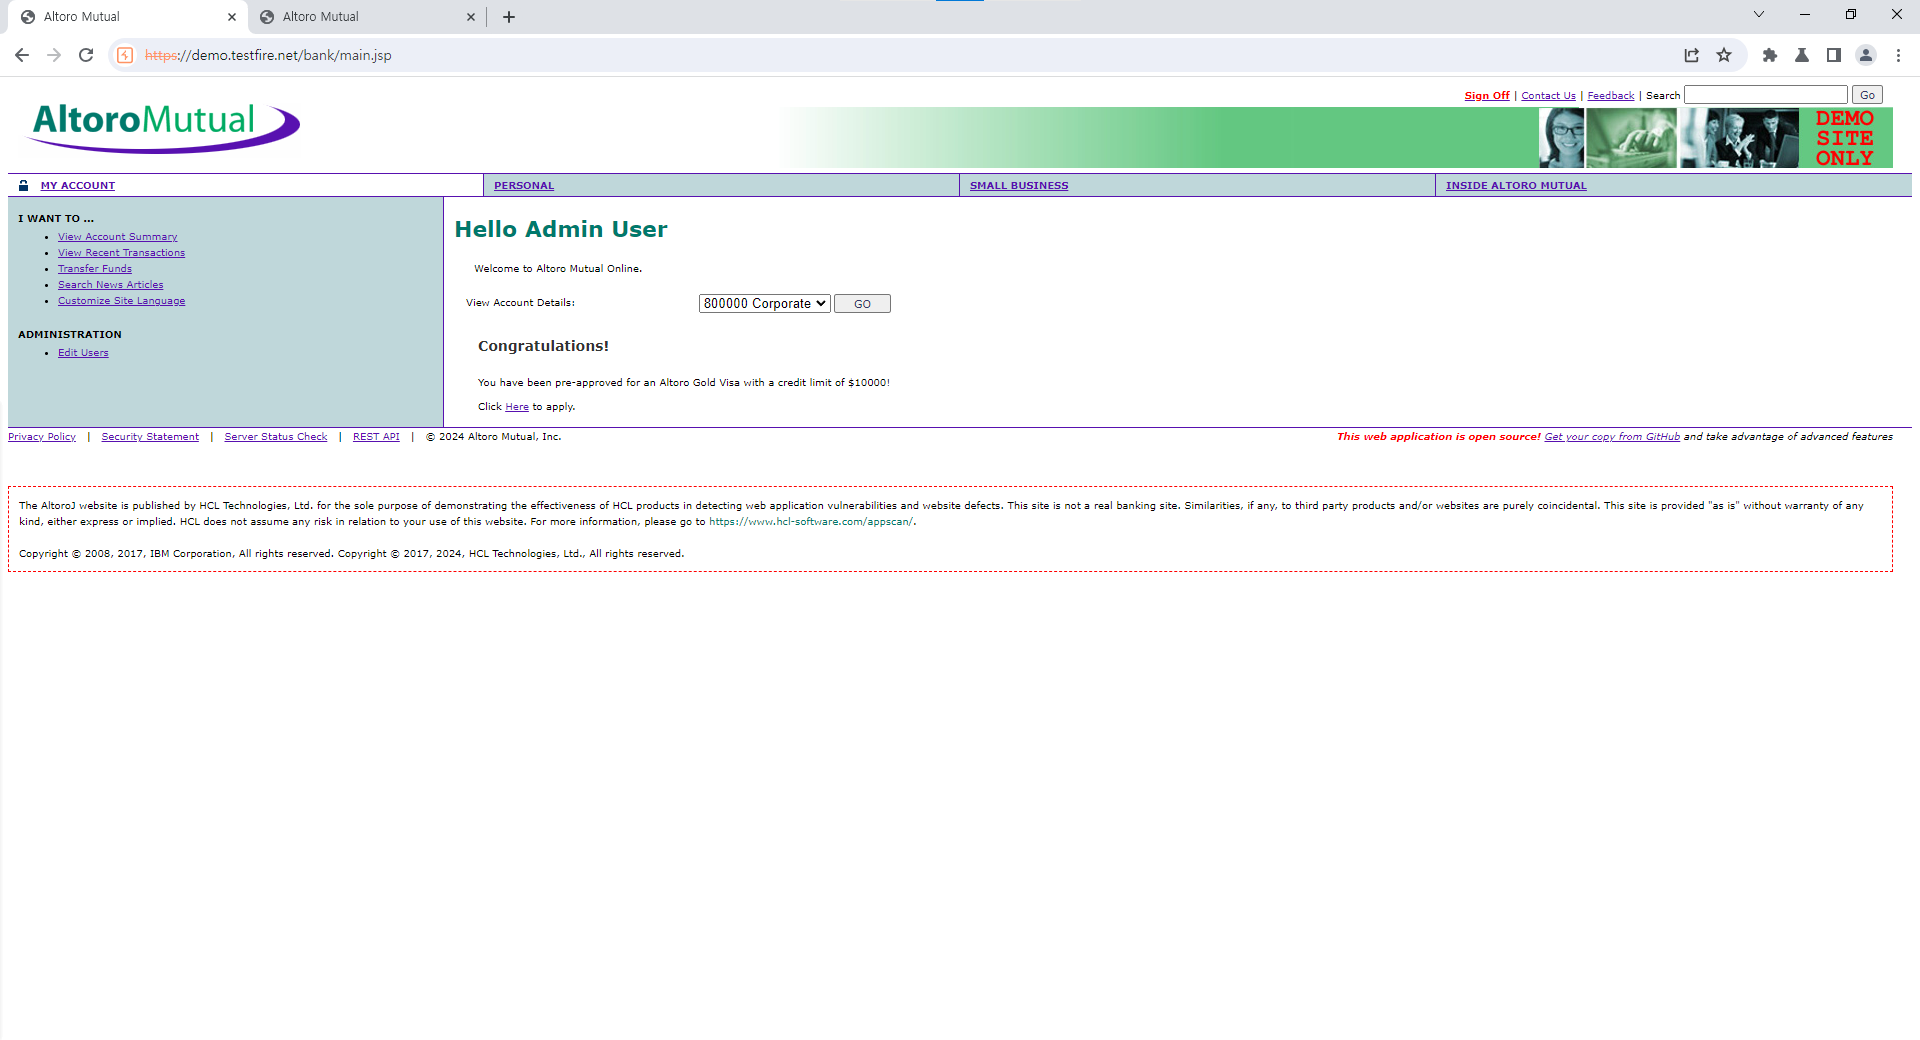 Altoro Mutual
Altoro Mutual
https://demo.testfire.net/bank/main.jsp
Sign Off | Contact Us | Feedback | Search
Go
AltoroMutual
DEMO
SITE
ONLY
MY ACCOUNT
PERSONAL
SMALL BUSINESS
INSIDE ALTORO MUTUAL
I WANT TO ...
View Account Summary
View Recent Transactions
Transfer Funds
Search News Articles
Customize Site Language
ADMINISTRATION
Edit Users
Hello Admin User
Welcome to Altoro Mutual Online.
View Account Details:
800000 Corporate
GO
Congratulations!
You have been pre-approved for an Altoro Gold Visa with a credit limit of $10000!
Click Here to apply.
Privacy Policy | Security Statement | Server Status Check | REST API | © 2024 Altoro Mutual, Inc.
This web application is open source! Get your copy from GitHub and take advantage of advanced features
The AltoroJ website is published by HCL Technologies, Ltd. for the sole purpose of demonstrating the effectiveness of HCL products in detecting web application vulnerabilities and website defects. This site is not a real banking site. Similarities, if any, to third party products and/or websites are purely coincidental. This site is provided "as is" without warranty of any
kind, either express or implied. HCL does not assume any risk in relation to your use of this website. For more information, please go to https://www.hcl-software.com/appscan/.
Copyright © 2008, 2017, IBM Corporation, All rights reserved. Copyright © 2017, 2024, HCL Technologies, Ltd., All rights reserved.